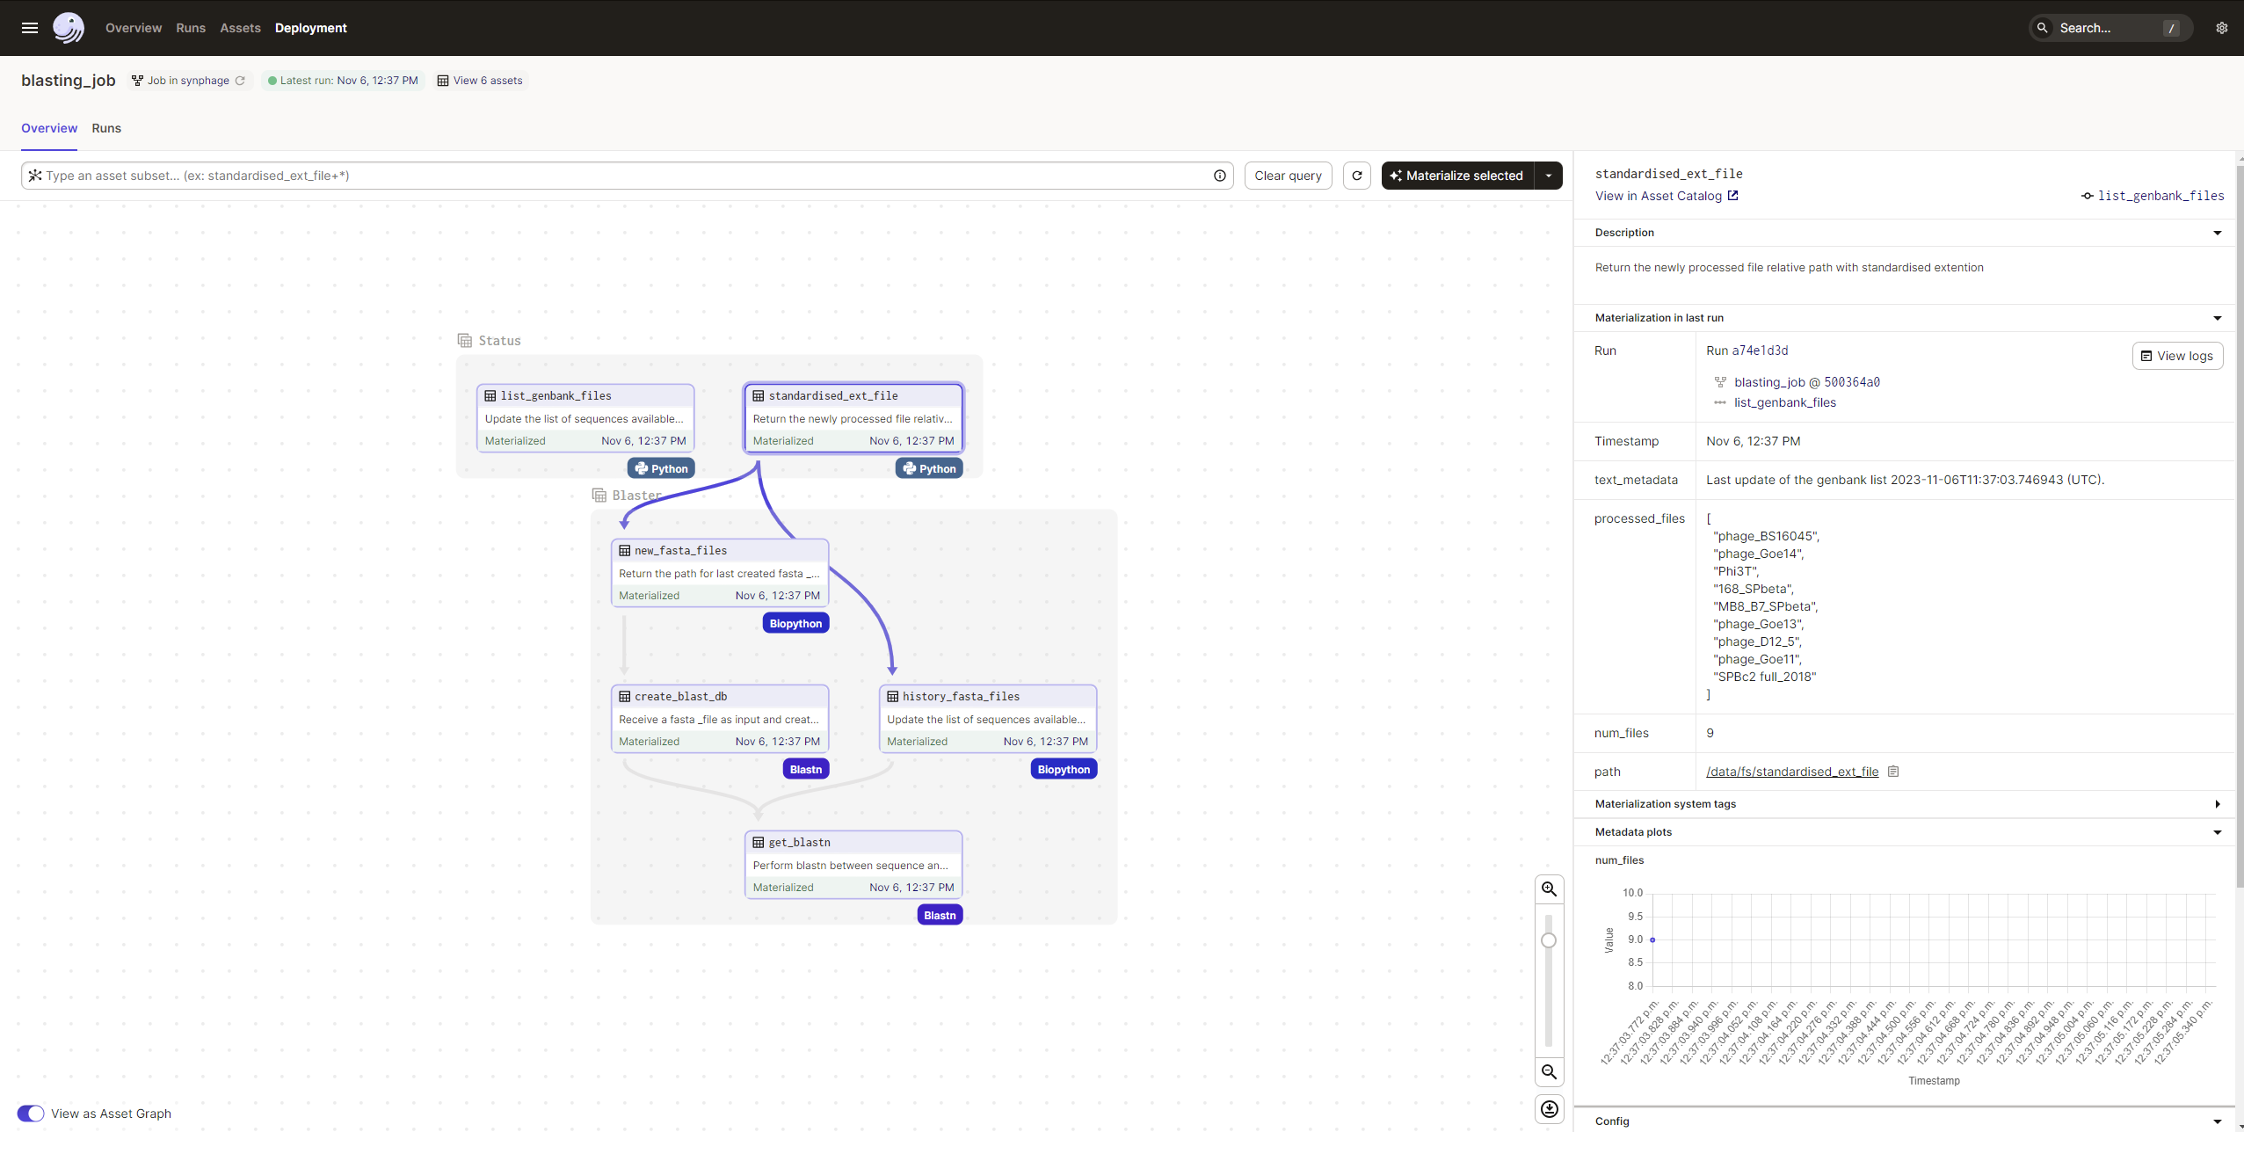 Overview Runs Assets Deployment
Search... /
blasting_job Job in synphage Latest run: Nov 6, 12:37 PM View 6 assets
Overview Runs
Type an asset subset... (ex: standardised_ext_file+*)
Clear query
Materialize selected
Status
list_genbank_files
Update the list of sequences available...
Materialized Nov 6, 12:37 PM
Python
standardised_ext_file
Return the newly processed file relativ...
Materialized Nov 6, 12:37 PM
Python
Blaster
new_fasta_files
Return the path for last created fasta _...
Materialized Nov 6, 12:37 PM
Biopython
create_blast_db
Receive a fasta _file as input and creat...
Materialized Nov 6, 12:37 PM
Blastn
history_fasta_files
Update the list of sequences available...
Materialized Nov 6, 12:37 PM
Biopython
get_blastn
Perform blastn between sequence an...
Materialized Nov 6, 12:37 PM
Blastn
View as Asset Graph
standardised_ext_file
View in Asset Catalog
list_genbank_files
Description
Return the newly processed file relative path with standardised extention
Materialization in last run
Run Run a74e1d3d
View logs
blasting_job @ 500364a0
list_genbank_files
Timestamp Nov 6, 12:37 PM
text_metadata Last update of the genbank list 2023-11-06T11:37:03.746943 (UTC).
processed_files [
"phage_BS16045",
"phage_Goe14",
"Phi3T",
"168_SPbeta",
"MB8_B7_SPbeta",
"phage_Goe13",
"phage_D12_5",
"phage_Goe11",
"SPBc2 full_2018"
]
num_files 9
path /data/fs/standardised_ext_file
Materialization system tags
Metadata plots
num_files
10.0
9.5
9.0
8.5
8.0
Value
12:37:03.772 p.m.
12:37:03.828 p.m.
12:37:03.884 p.m.
12:37:03.940 p.m.
12:37:03.996 p.m.
12:37:04.052 p.m.
12:37:04.108 p.m.
12:37:04.164 p.m.
12:37:04.220 p.m.
12:37:04.276 p.m.
12:37:04.332 p.m.
12:37:04.388 p.m.
12:37:04.444 p.m.
12:37:04.500 p.m.
12:37:04.556 p.m.
12:37:04.612 p.m.
12:37:04.668 p.m.
12:37:04.724 p.m.
12:37:04.780 p.m.
12:37:04.836 p.m.
12:37:04.892 p.m.
12:37:04.948 p.m.
12:37:05.004 p.m.
12:37:05.060 p.m.
12:37:05.116 p.m.
12:37:05.172 p.m.
12:37:05.228 p.m.
12:37:05.284 p.m.
12:37:05.340 p.m.
Timestamp
Config